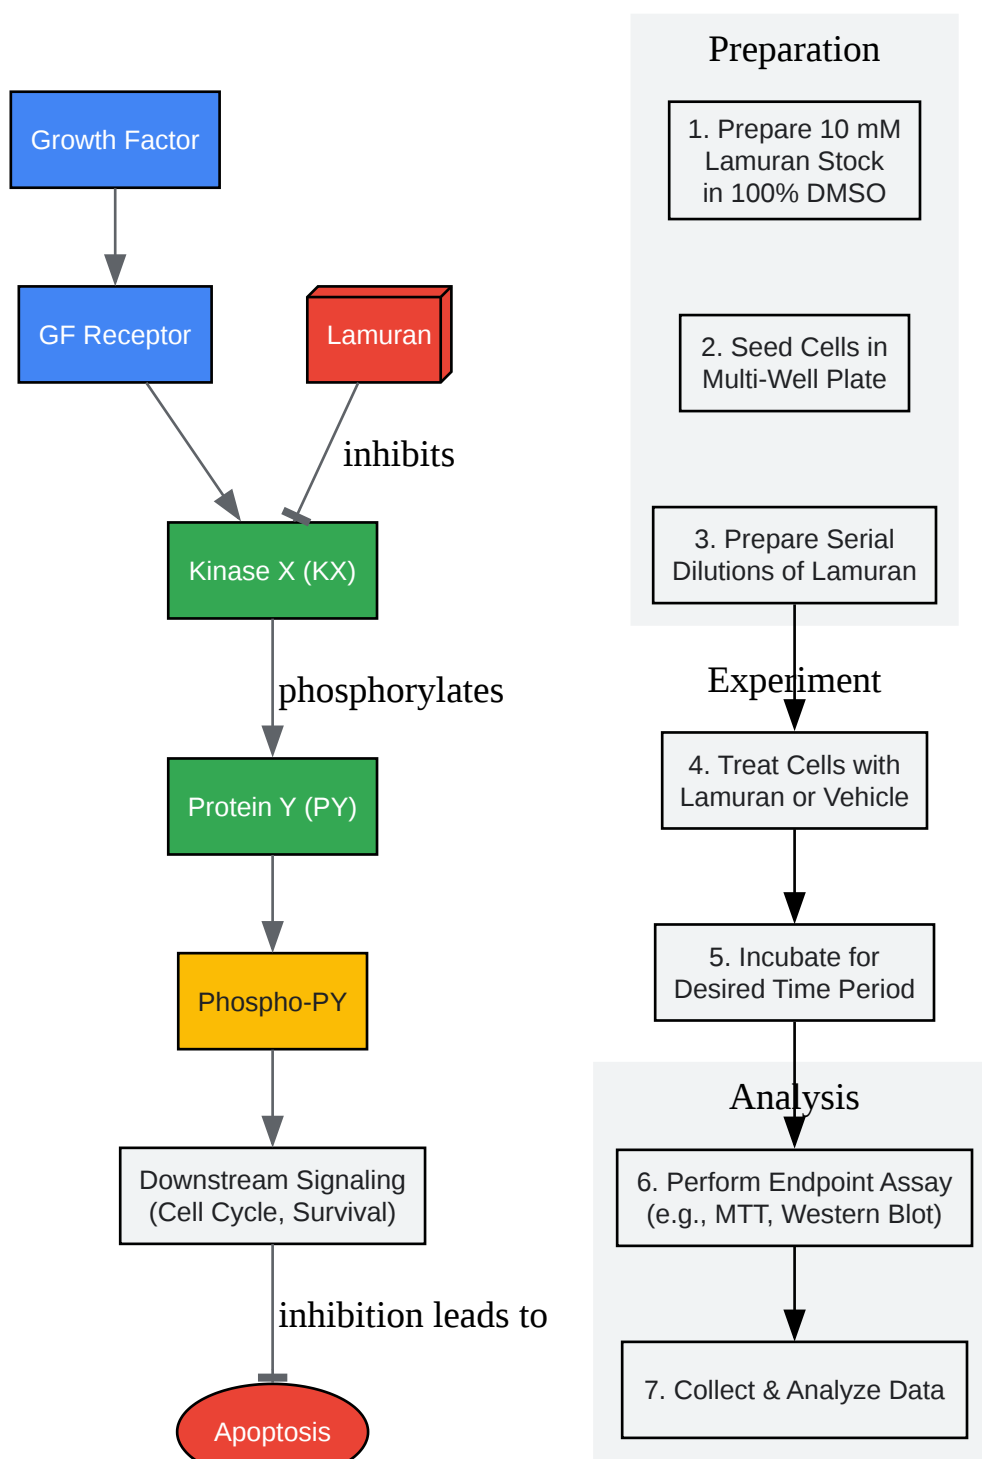 Growth Factor
GF Receptor
Lamuran
inhibits
Kinase X (KX)
phosphorylates
Protein Y (PY)
Phospho-PY
Downstream Signaling
(Cell Cycle, Survival)
inhibition leads to
Apoptosis
Preparation
1. Prepare 10 mM
Lamuran Stock
in 100% DMSO
2. Seed Cells in
Multi-Well Plate
3. Prepare Serial
Dilutions of Lamuran
Experiment
4. Treat Cells with
Lamuran or Vehicle
5. Incubate for
Desired Time Period
Analysis
6. Perform Endpoint Assay
(e.g., MTT, Western Blot)
7. Collect & Analyze Data